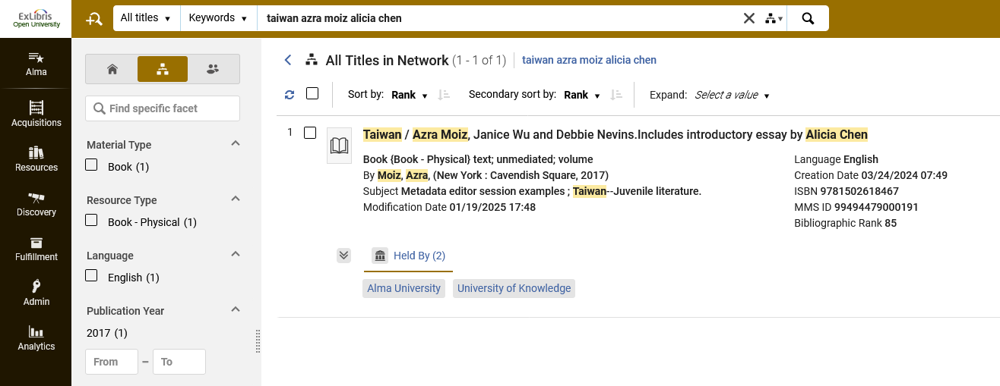 ExLibris
Open University
All titles
Keywords
taiwan azra moiz alicia chen
Alma
Acquisitions
Resources
Discovery
Fulfillment
Admin
Analytics
Find specific facet
Material Type
Book (1)
Resource Type
Book - Physical (1)
Language
English (1)
Publication Year
2017 (1)
From – To
All Titles in Network (1 - 1 of 1) taiwan azra moiz alicia chen
Sort by: Rank Secondary sort by: Rank Expand: Select a value
1 Taiwan / Azra Moiz, Janice Wu and Debbie Nevins.Includes introductory essay by Alicia Chen
Book {Book - Physical} text; unmediated; volume
By Moiz, Azra, (New York : Cavendish Square, 2017)
Subject Metadata editor session examples ; Taiwan--Juvenile literature.
Modification Date 01/19/2025 17:48
Language English
Creation Date 03/24/2024 07:49
ISBN 9781502618467
MMS ID 99494479000191
Bibliographic Rank 85
Held By (2)
Alma University University of Knowledge